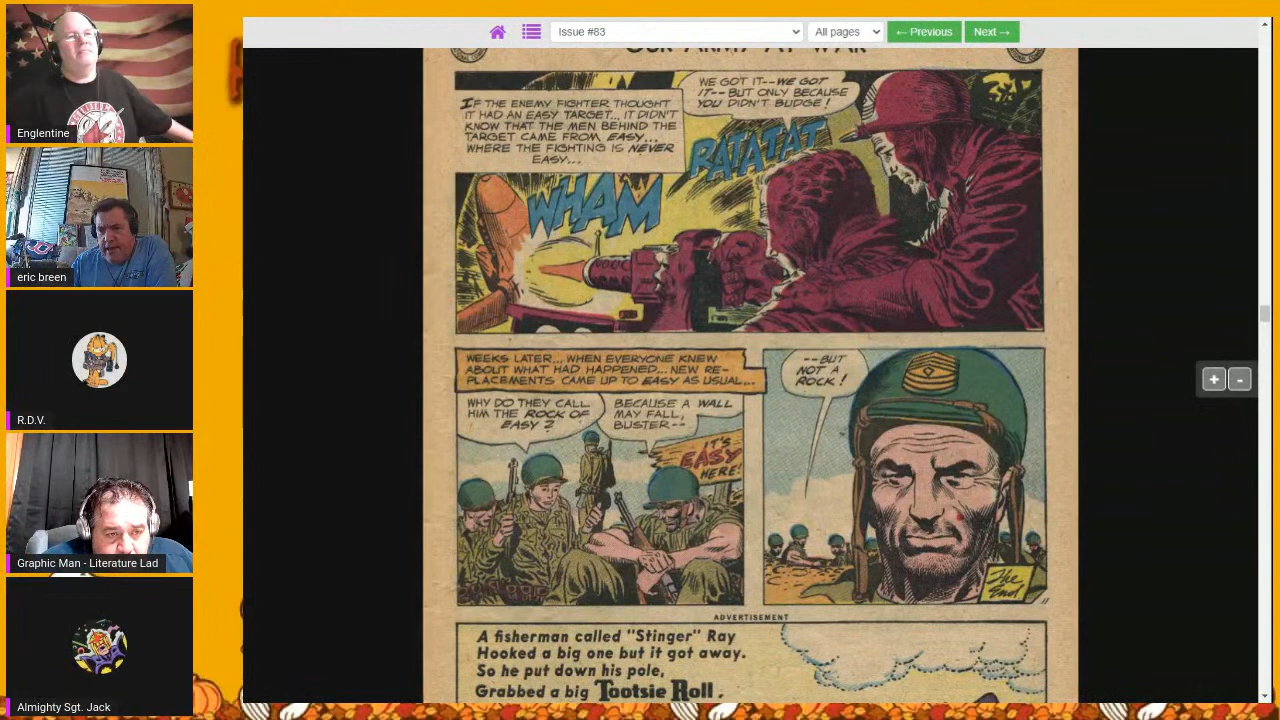 Issue #83
All pages
← Previous
Next →
OUR ARMY AT WAR
IF THE ENEMY FIGHTER THOUGHT
IT HAD AN EASY TARGET... IT DIDN'T
KNOW THAT THE MEN BEHIND THE
TARGET CAME FROM EASY...
WHERE THE FIGHTING IS NEVER
EASY...
WE GOT IT--WE GOT
IT--BUT ONLY BECAUSE
YOU DIDN'T BUDGE!
RATATAT
WHAM
WEEKS LATER... WHEN EVERYONE KNEW
ABOUT WHAT HAD HAPPENED... NEW RE-
PLACEMENTS CAME UP TO EASY AS USUAL...
WHY DO THEY CALL
HIM THE ROCK OF
EASY?
BECAUSE A WALL
MAY FALL,
BUSTER--
IT'S
EASY
HERE!
--BUT
NOT A
ROCK!
The
End
11
ADVERTISEMENT
A fisherman called "Stinger" Ray
Hooked a big one but it got away.
So he put down his pole,
Grabbed a big Tootsie Roll.
+
-
Englentine
eric breen
R.D.V.
Graphic Man - Literature Lad
Almighty Sgt. Jack